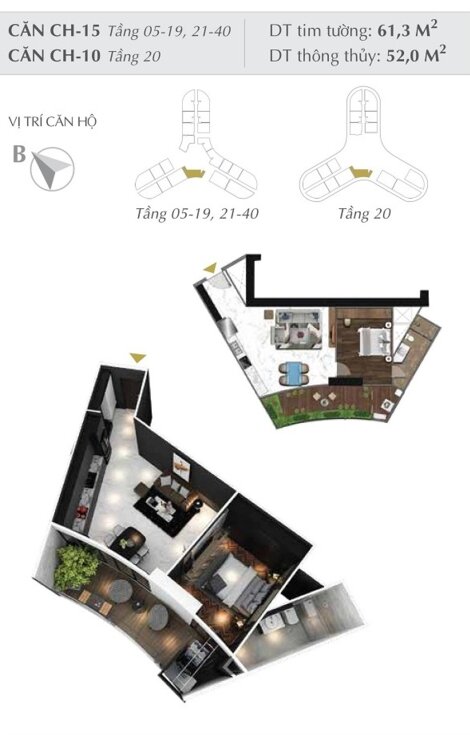 CĂN CH-15 Tầng 05-19, 21-40
CĂN CH-10 Tầng 20
DT tim tường: 61,3 M²
DT thông thủy: 52,0 M²
VỊ TRÍ CĂN HỘ
B
Tầng 05-19, 21-40
Tầng 20